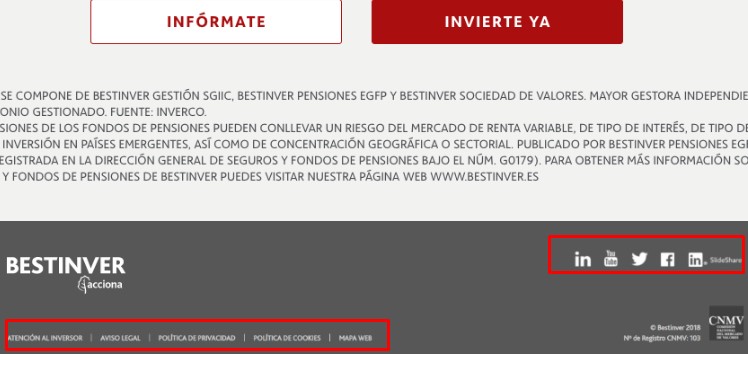 INFÓRMATE
INVIERTE YA
SE COMPONE DE BESTINVER GESTIÓN SGIIC, BESTINVER PENSIONES EGFP Y BESTINVER SOCIEDAD DE VALORES. MAYOR GESTORA INDEPENDIE
ONIO GESTIONADO. FUENTE: INVERCO.
SIONES DE LOS FONDOS DE PENSIONES PUEDEN CONLLEVAR UN RIESGO DEL MERCADO DE RENTA VARIABLE, DE TIPO DE INTERÉS, DE TIPO DE
INVERSIÓN EN PAÍSES EMERGENTES, ASÍ COMO DE CONCENTRACIÓN GEOGRÁFICA O SECTORIAL. PUBLICADO POR BESTINVER PENSIONES EGF
EGISTRADA EN LA DIRECCIÓN GENERAL DE SEGUROS Y FONDOS DE PENSIONES BAJO EL NÚM. G0179). PARA OBTENER MÁS INFORMACIÓN SO
Y FONDOS DE PENSIONES DE BESTINVER PUEDES VISITAR NUESTRA PÁGINA WEB WWW.BESTINVER.ES
in You Tube in. SlideShare
BESTINVER
acciona
ATENCIÓN AL INVERSOR | AVISO LEGAL | POLÍTICA DE PRIVACIDAD | POLÍTICA DE COOKIES | MAPA WEB
© Bestinver 2018
Nº de Registro CNMV: 103
CNMV